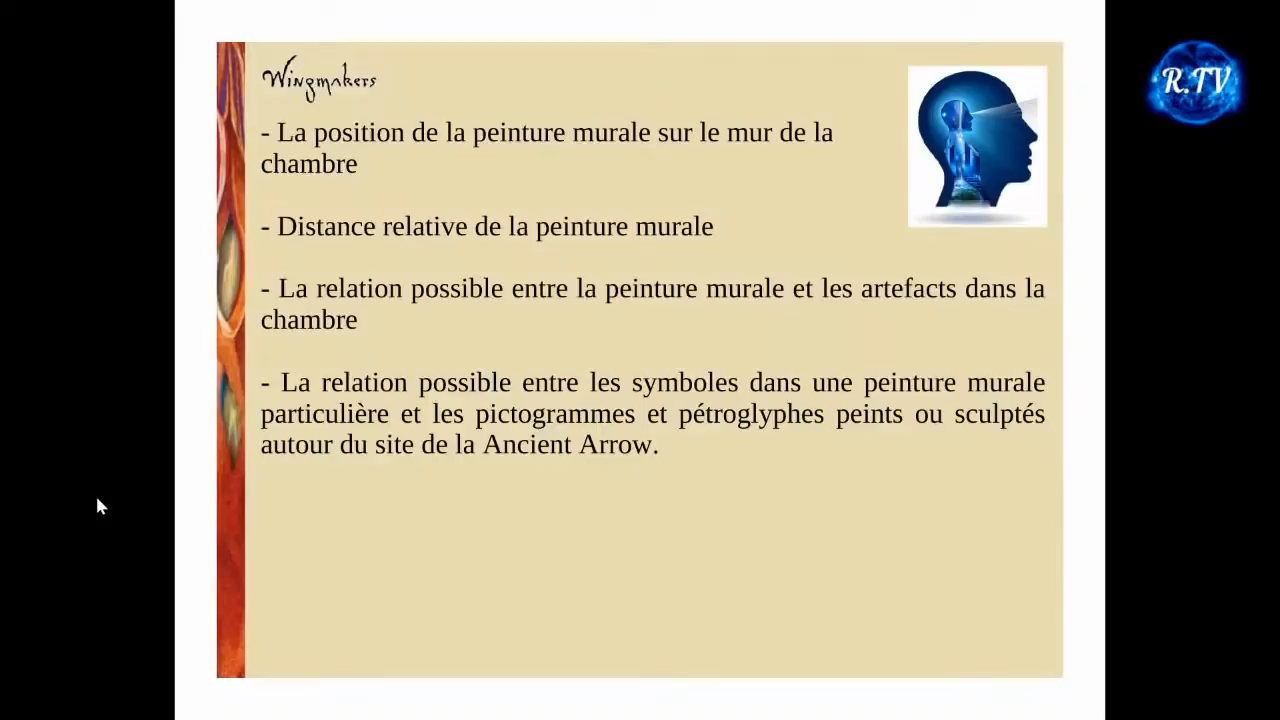 Wingmakers
R.TV
- La position de la peinture murale sur le mur de la
chambre
- Distance relative de la peinture murale
- La relation possible entre la peinture murale et les artefacts dans la
chambre
- La relation possible entre les symboles dans une peinture murale
particulière et les pictogrammes et pétroglyphes peints ou sculptés
autour du site de la Ancient Arrow.